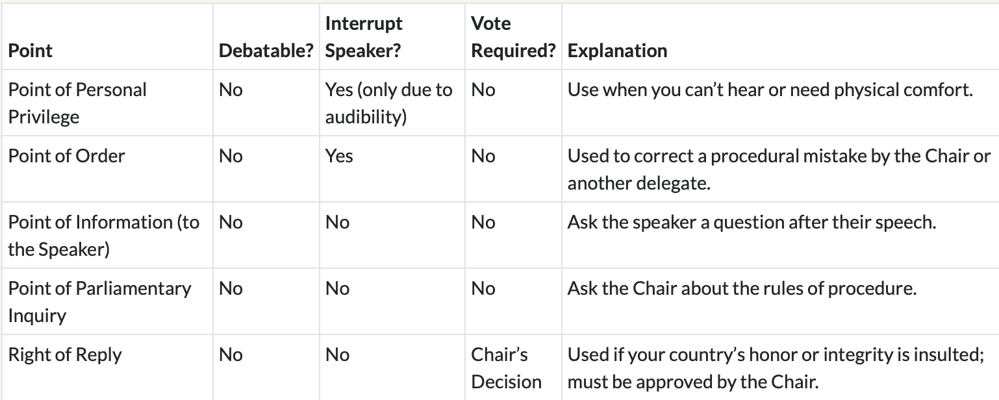 Point
Debatable?
Interrupt
Speaker?
Vote
Required?
Explanation
Point of Personal
Privilege
No
Yes (only due to
audibility)
No
Use when you can’t hear or need physical comfort.
Point of Order
No
Yes
No
Used to correct a procedural mistake by the Chair or
another delegate.
Point of Information (to
the Speaker)
No
No
No
Ask the speaker a question after their speech.
Point of Parliamentary
Inquiry
No
No
No
Ask the Chair about the rules of procedure.
Right of Reply
No
No
Chair’s
Decision
Used if your country’s honor or integrity is insulted;
must be approved by the Chair.